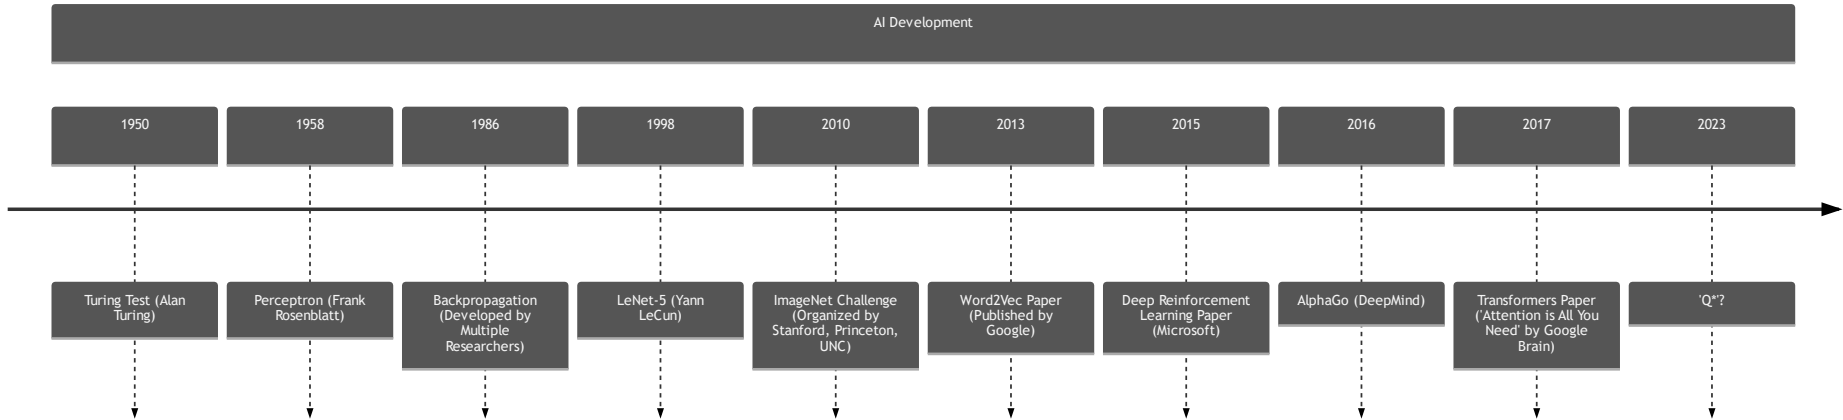 AI Development
1950
1958
1986
1998
2010
2013
2015
2016
2017
2023
Turing Test (Alan
Turing)
Perceptron (Frank
Rosenblatt)
Backpropagation
(Developed by
Multiple
Researchers)
LeNet-5 (Yann
LeCun)
ImageNet Challenge
(Organized by
Stanford, Princeton,
UNC)
Word2Vec Paper
(Published by
Google)
Deep Reinforcement
Learning Paper
(Microsoft)
AlphaGo (DeepMind)
Transformers Paper
('Attention is All You
Need' by Google
Brain)
'Q*'?